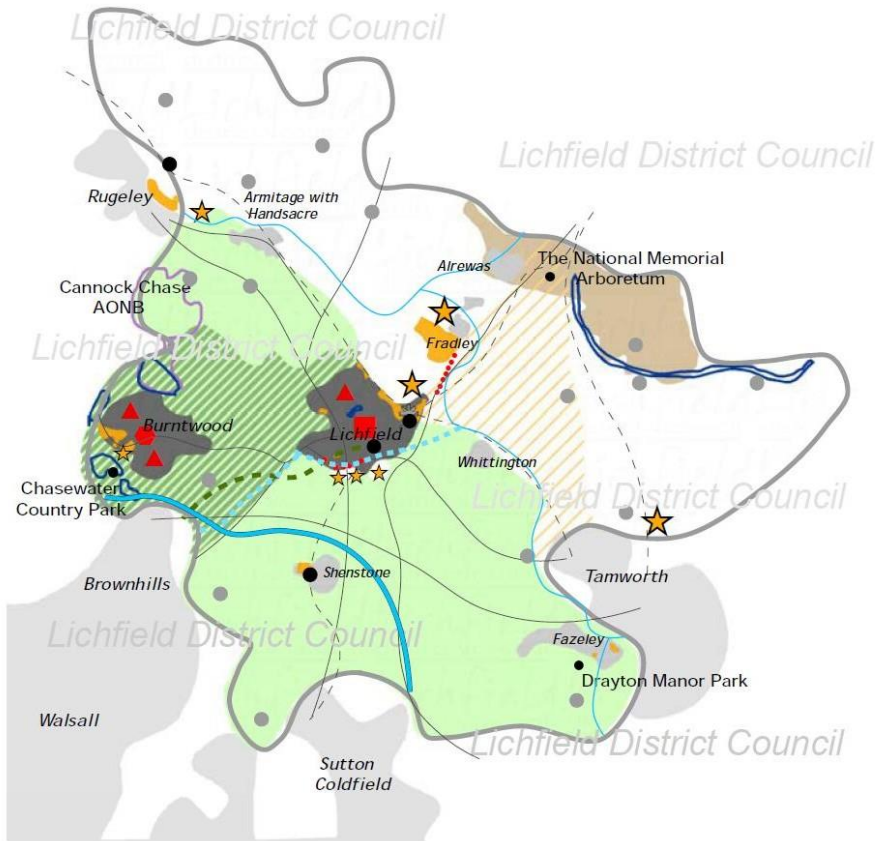 Lichfield District Council
Lichfield District Council
Rugeley
Armitage with
Handsacre
Alrewas
The National Memorial
Arboretum
Cannock Chase
AONB
Lichfield District Council
Fradley
Burntwood
Lichfield
Whittington
Chasewater
Country Park
Lichfield District Council
Brownhills
Shenstone
Tamworth
Lichfield District Council
Fazeley
Drayton Manor Park
Walsall
Lichfield District Council
Sutton
Coldfield